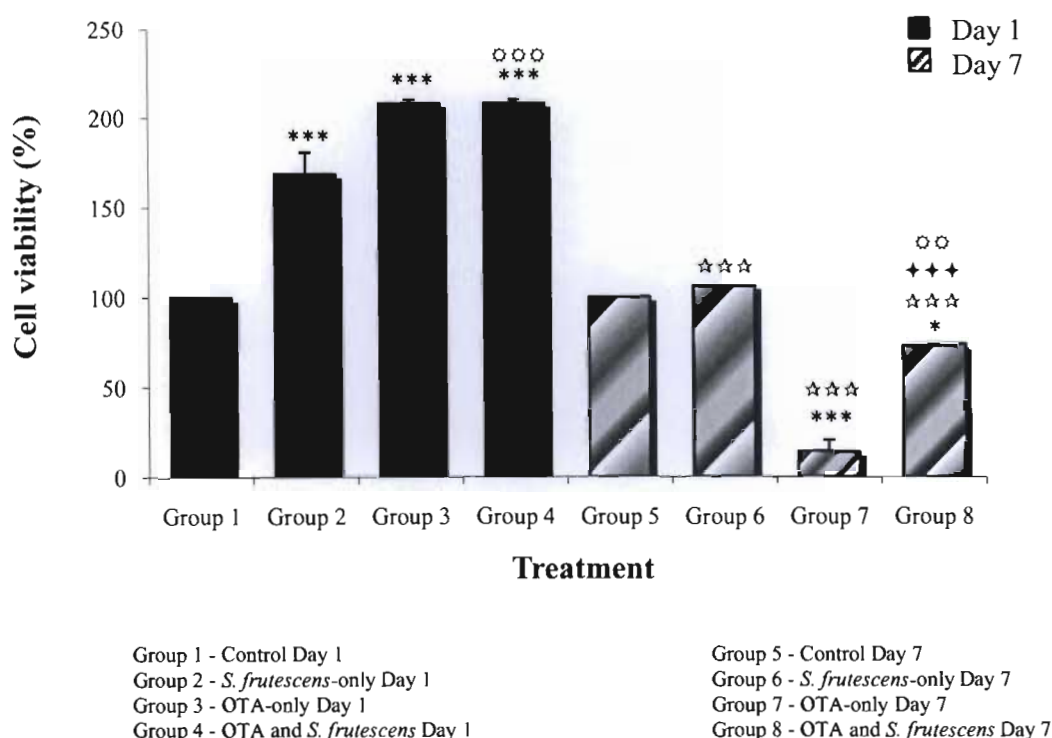 250
200
150
100
50
0
Cell viability (%)
Day 1
Day 7
***
***
○○○
***
☆☆☆
☆☆☆
***
○○
✦✦✦
☆☆☆
*
Group 1 Group 2 Group 3 Group 4 Group 5 Group 6 Group 7 Group 8
Treatment
Group 1 - Control Day 1
Group 2 - S. frutescens-only Day 1
Group 3 - OTA-only Day 1
Group 4 - OTA and S. frutescens Day 1
Group 5 - Control Day 7
Group 6 - S. frutescens-only Day 7
Group 7 - OTA-only Day 7
Group 8 - OTA and S. frutescens Day 7